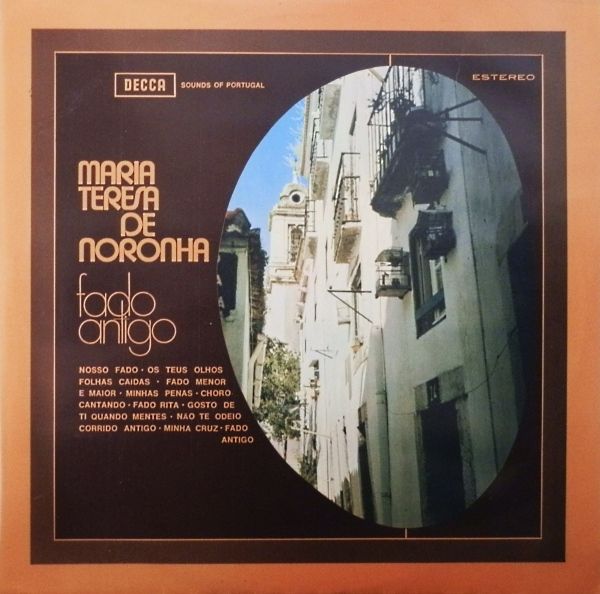 DECCA SOUNDS OF PORTUGAL
ESTEREO
MARIA
TERESA
DE
NORONHA
fado
antigo
NOSSO FADO · OS TEUS OLHOS
FOLHAS CAIDAS · FADO MENOR
E MAIOR · MINHAS PENAS · CHORO
CANTANDO · FADO RITA · GOSTO DE
TI QUANDO MENTES · NAO TE ODEIO
CORRIDO ANTIGO · MINHA CRUZ · FADO
ANTIGO